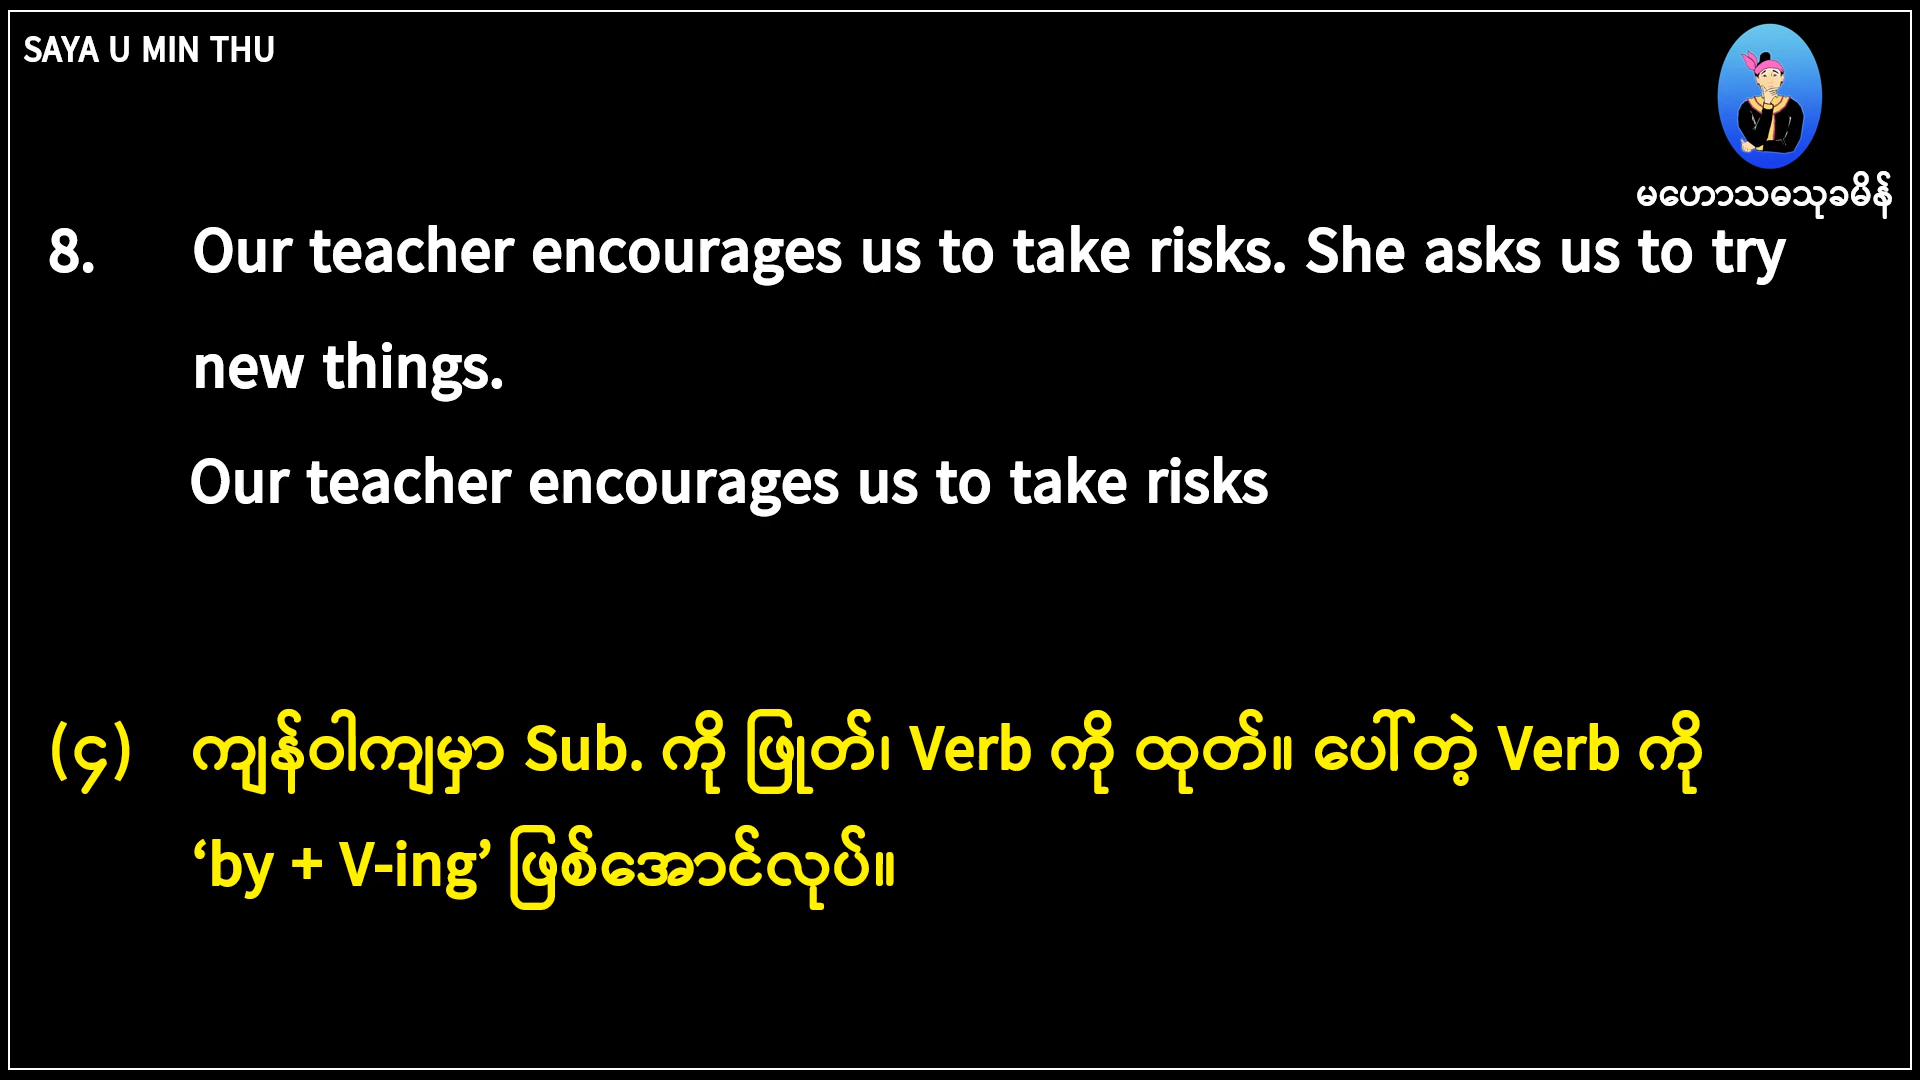 SAYA U MIN THU
မဟောသဓသုခမိန်
8. Our teacher encourages us to take risks. She asks us to try
new things.
Our teacher encourages us to take risks
(၄) ကျန်ဝါကျမှာ Sub. ကို ဖြုတ်၊ Verb ကို ထုတ်။ ပေါ်တဲ့ Verb ကို
‘by + V-ing’ ဖြစ်အောင်လုပ်။